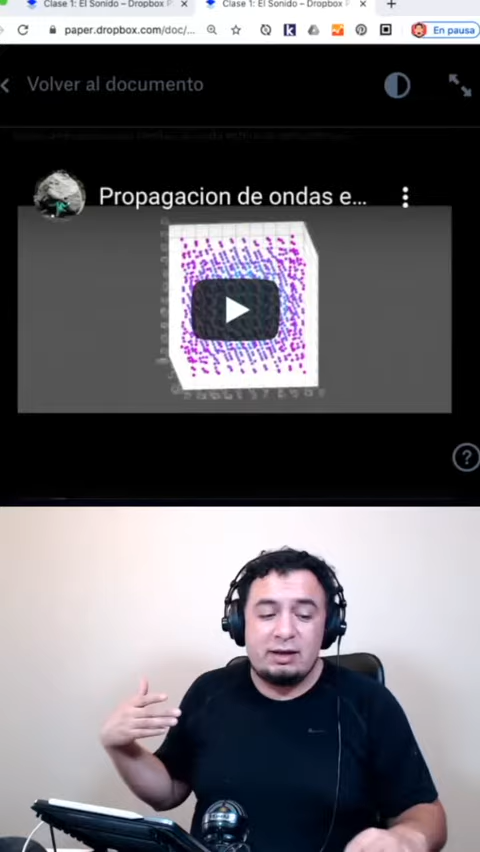 Clase 1: El Sonido – Dropbox P
Clase 1: El Sonido – Dropbox P
paper.dropbox.com/doc/...
En pausa
Volver al documento
Propagacion de ondas e...
?